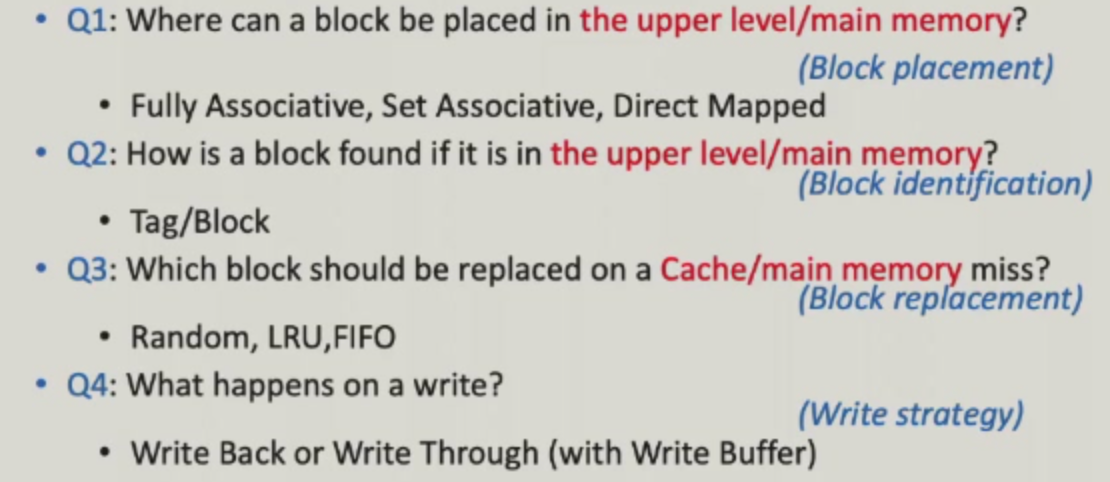 • Q1: Where can a block be placed in the upper level/main memory?
(Block placement)
• Fully Associative, Set Associative, Direct Mapped
• Q2: How is a block found if it is in the upper level/main memory?
(Block identification)
• Tag/Block
• Q3: Which block should be replaced on a Cache/main memory miss?
(Block replacement)
• Random, LRU,FIFO
• Q4: What happens on a write?
(Write strategy)
• Write Back or Write Through (with Write Buffer)